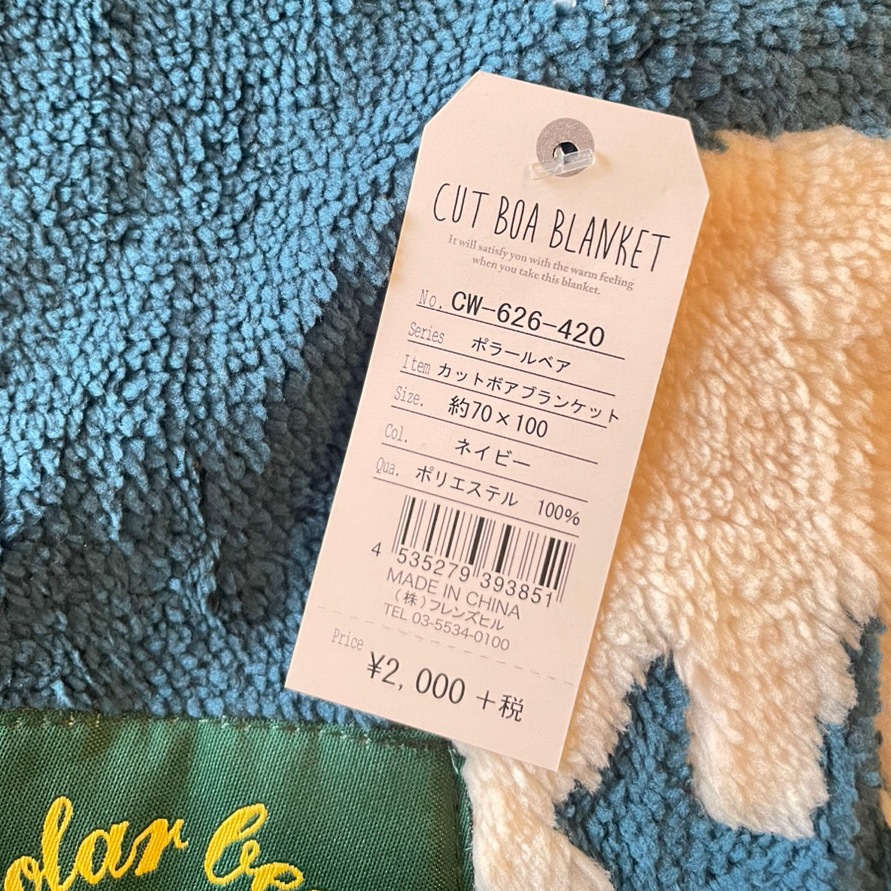 CUT BOA BLANKET
It will satisfy you with the warm feeling
when you take this blanket.
No. CW-626-420
Series ポラールベア
Item カットボアブランケット
Size. 約70×100
Col. ネイビー
Qua. ポリエステル 100%
4 535279 393851
MADE IN CHINA
(株)フレンズヒル
TEL 03-5534-0100
Price
¥2,000 +税